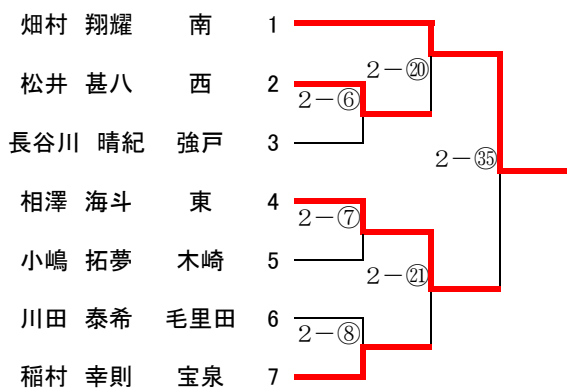 畑村 翔耀 南 1
2－⑳
松井 甚八 西 2
2－⑥
長谷川 晴紀 強戸 3
2－㉟
相澤 海斗 東 4
2－⑦
小嶋 拓夢 木崎 5
2－㉑
川田 泰希 毛里田 6
2－⑧
稲村 幸則 宝泉 7